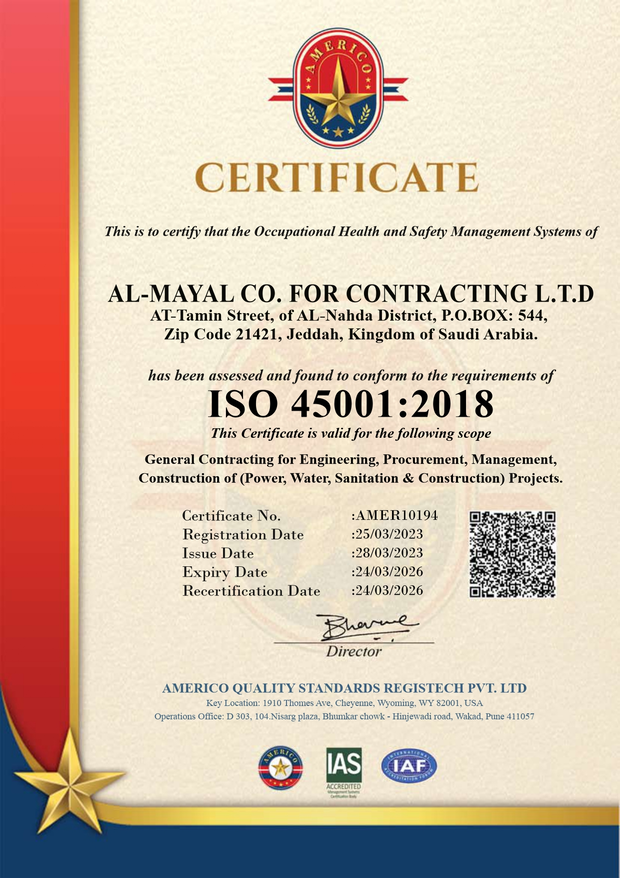 AMERICO
CERTIFICATE
This is to certify that the Occupational Health and Safety Management Systems of
AL-MAYAL CO. FOR CONTRACTING L.T.D
AT-Tamin Street, of AL-Nahda District, P.O.BOX: 544,
Zip Code 21421, Jeddah, Kingdom of Saudi Arabia.
has been assessed and found to conform to the requirements of
ISO 45001:2018
This Certificate is valid for the following scope
General Contracting for Engineering, Procurement, Management,
Construction of (Power, Water, Sanitation & Construction) Projects.
Certificate No. :AMER10194
Registration Date :25/03/2023
Issue Date :28/03/2023
Expiry Date :24/03/2026
Recertification Date :24/03/2026
Director
AMERICO QUALITY STANDARDS REGISTECH PVT. LTD
Key Location: 1910 Thomes Ave, Cheyenne, Wyoming, WY 82001, USA
Operations Office: D 303, 104.Nisarg plaza, Bhumkar chowk - Hinjewadi road, Wakad, Pune 411057
AMERICO
IAS
ACCREDITED
Management Systems
Certification Body
INTERNATIONAL
IAF
ACCREDITATION FORUM